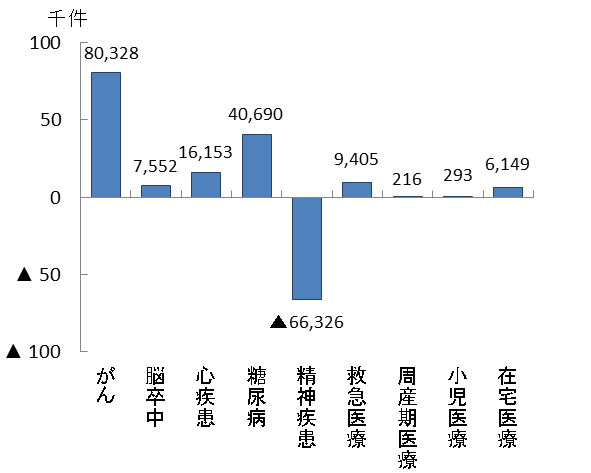 千件
100
80,328
50
7,552
16,153
40,690
9,405
216
293
6,149
0
▲ 50
▲ 66,326
▲ 100
がん
脳卒中
心疾患
糖尿病
精神疾患
救急医療
周産期医療
小児医療
在宅医療